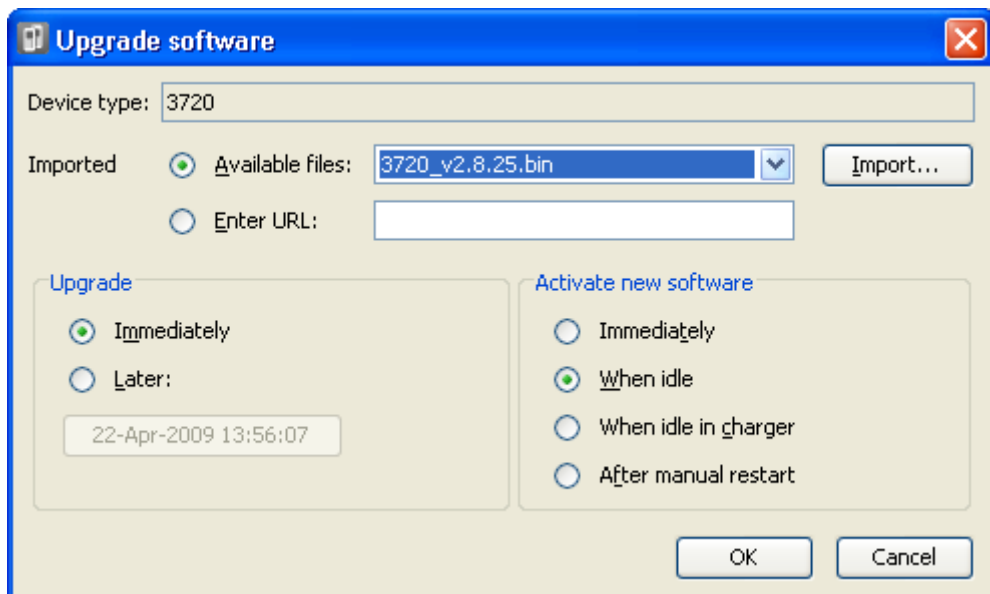 Upgrade software
Device type: 3720
Imported Available files: 3720_v2.8.25.bin Import...
Enter URL:
Upgrade
Immediately
Later:
22-Apr-2009 13:56:07
Activate new software
Immediately
When idle
When idle in charger
After manual restart
OK Cancel